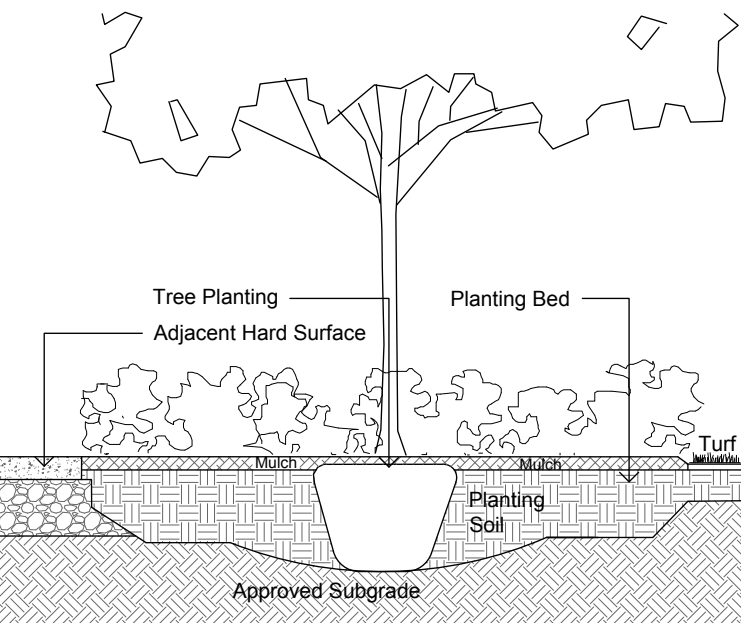 Tree Planting
Planting Bed
Adjacent Hard Surface
Turf
Mulch
Mulch
Planting
Soil
Approved Subgrade